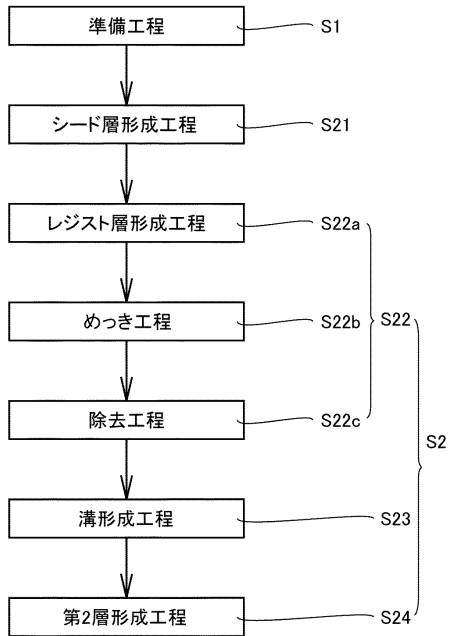 準備工程 S1
シード層形成工程 S21
レジスト層形成工程 S22a
めっき工程 S22b
S22
除去工程 S22c
S2
溝形成工程 S23
第2層形成工程 S24